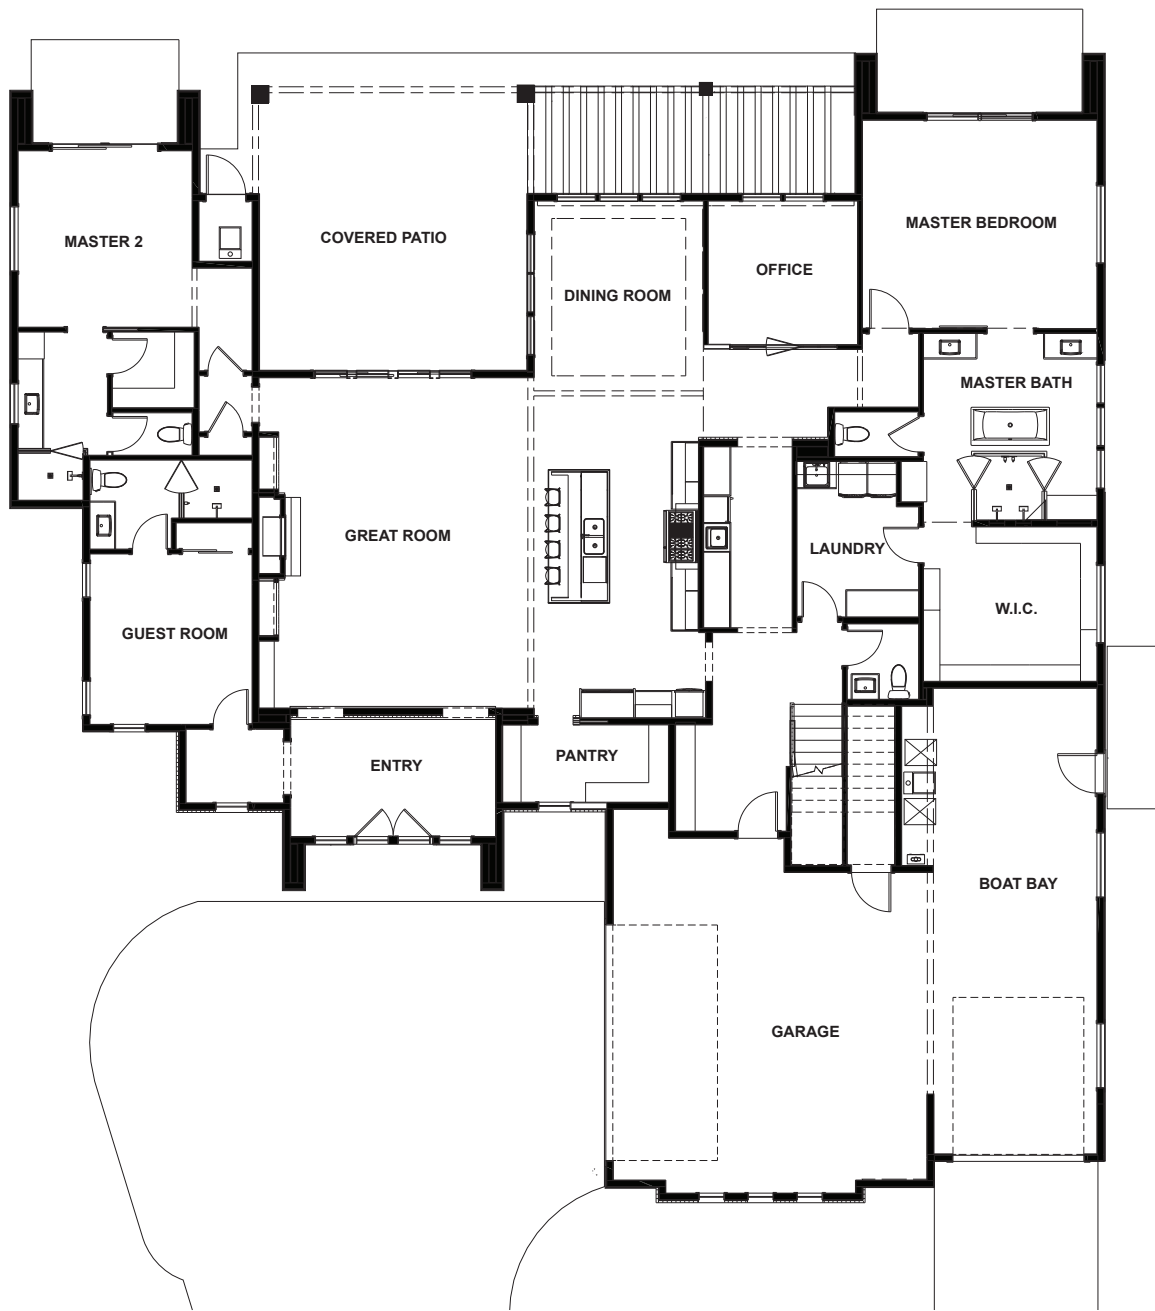 MASTER BEDROOM
COVERED PATIO
MASTER 2
OFFICE
DINING ROOM
MASTER BATH
GREAT ROOM
LAUNDRY
W.I.C.
GUEST ROOM
PANTRY
ENTRY
BOAT BAY
GARAGE